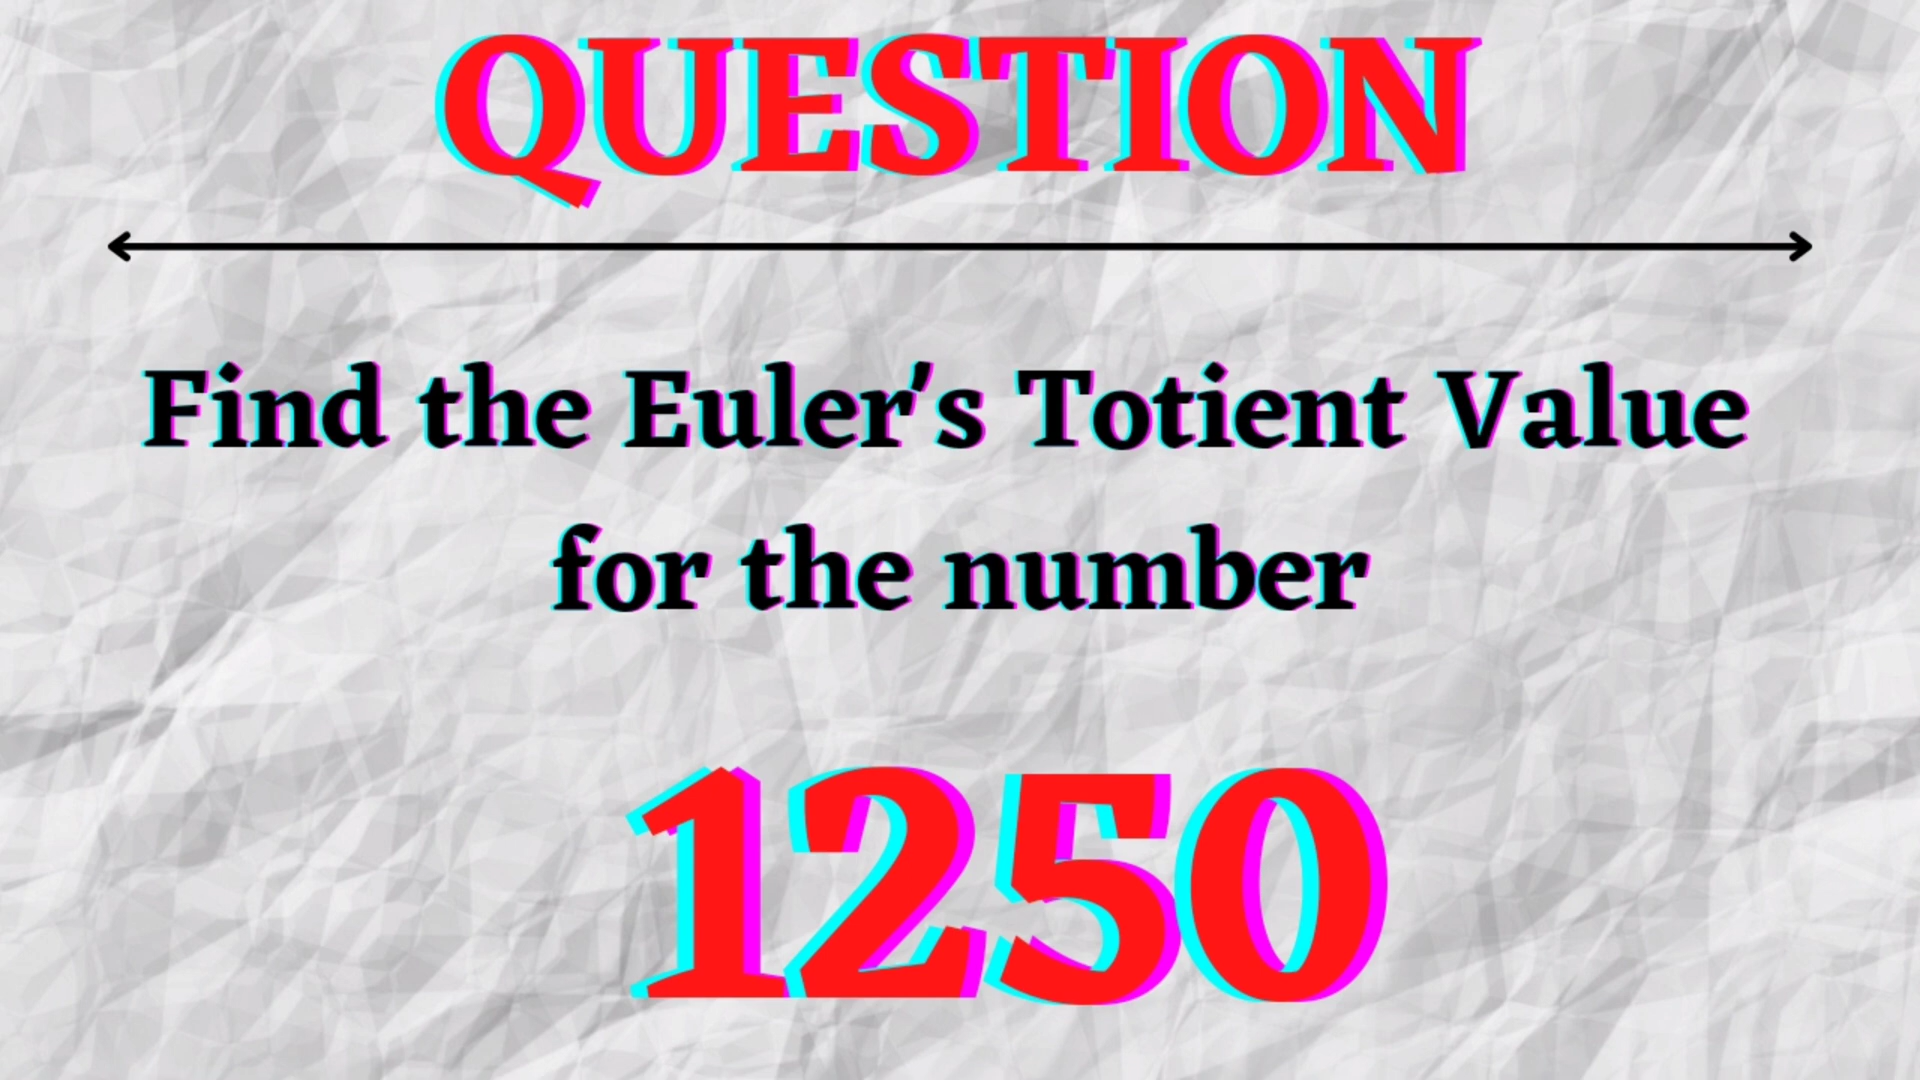 QUESTION
Find the Euler's Totient Value
for the number
1250